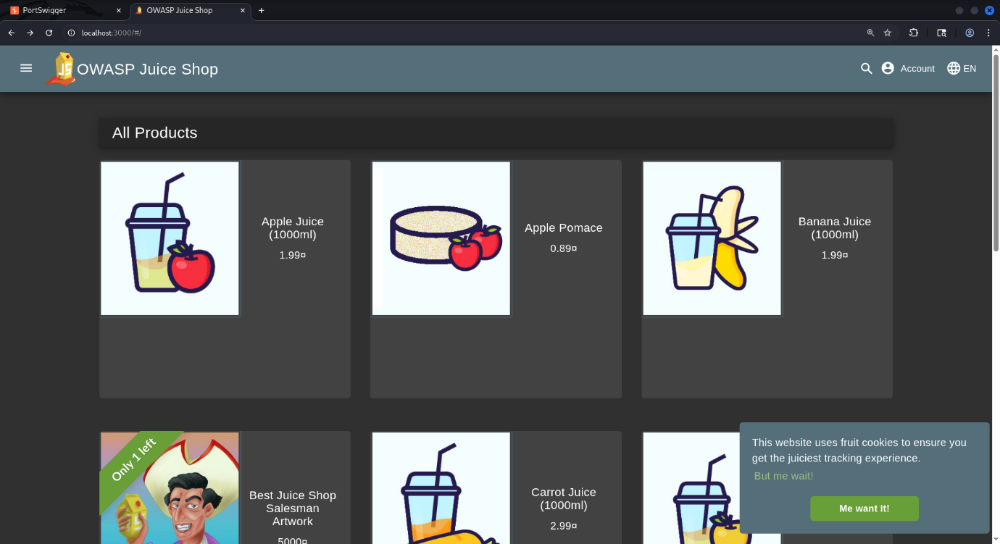 PortSwigger
OWASP Juice Shop
localhost:3000/#/
JS
OWASP Juice Shop
Account
EN
All Products
Apple Juice
(1000ml)
1.99¤
Apple Pomace
0.89¤
Banana Juice
(1000ml)
1.99¤
Only 1 left
Best Juice Shop
Salesman
Artwork
5000¤
Carrot Juice
(1000ml)
2.99¤
This website uses fruit cookies to ensure you
get the juiciest tracking experience.
But me wait!
Me want it!